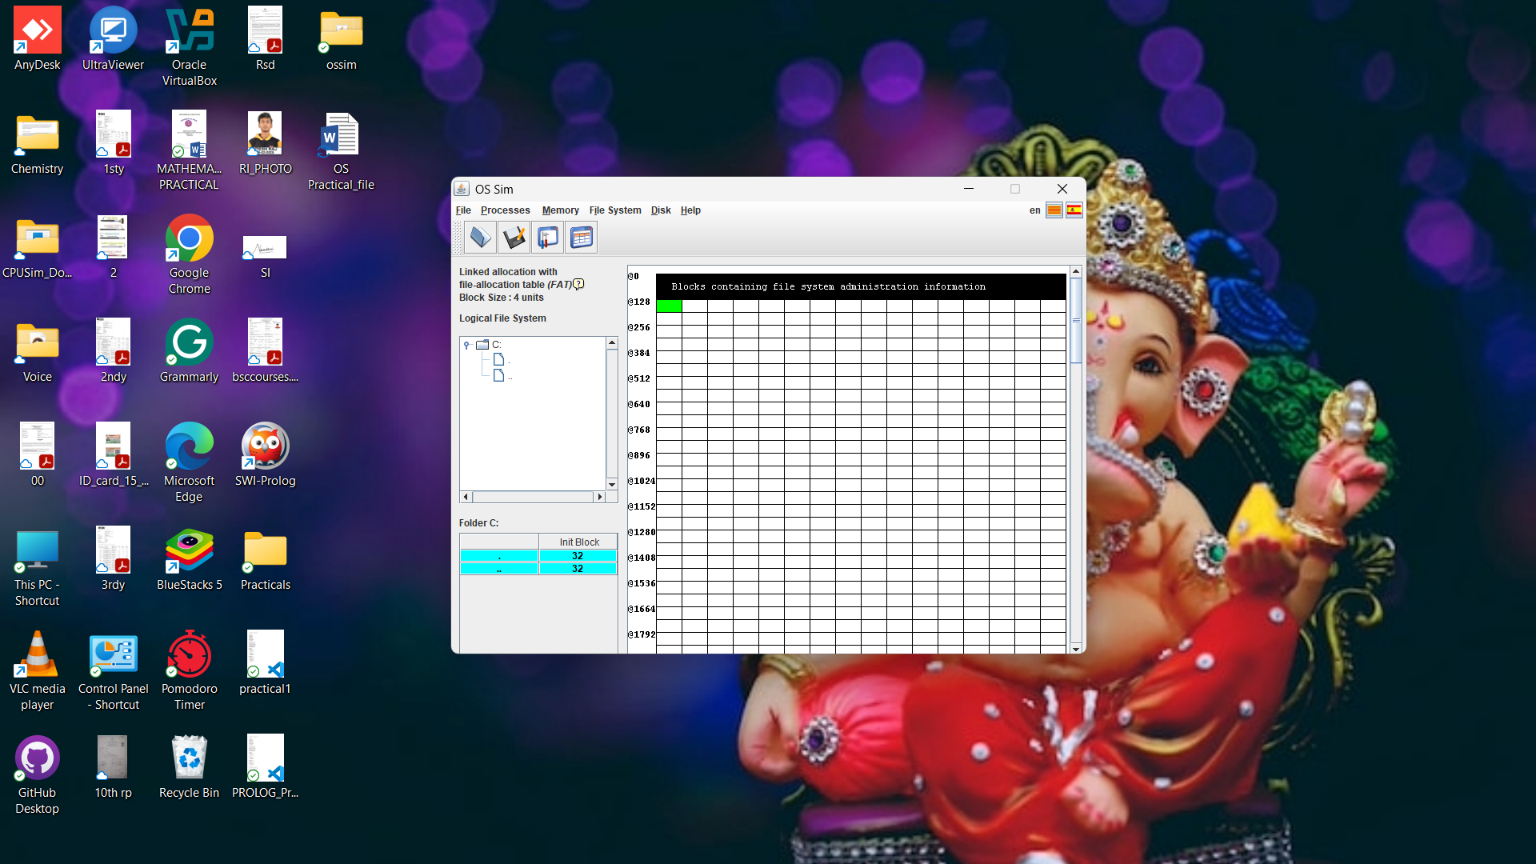 AnyDesk
UltraViewer
Oracle
VirtualBox
Rsd
ossim
Chemistry
1sty
MATHEMA...
PRACTICAL
RI_PHOTO
OS
Practical_file
CPUSim_Do...
2
Google
Chrome
SI
Voice
2ndy
Grammarly
bsccourses....
00
ID_card_15_...
Microsoft
Edge
SWI-Prolog
This PC -
Shortcut
3rdy
BlueStacks 5
Practicals
VLC media
player
Control Panel
- Shortcut
Pomodoro
Timer
practical1
GitHub
Desktop
10th rp
Recycle Bin
PROLOG_Pr...
OS Sim
File Processes Memory File System Disk Help
en
Linked allocation with
file-allocation table (FAT)
Block Size : 4 units
Logical File System
C:
.
..
Folder C:
Init Block
. 32
.. 32
@0
Blocks containing file system administration information
@128
@256
@384
@512
@640
@768
@896
@1024
@1152
@1280
@1408
@1536
@1664
@1792